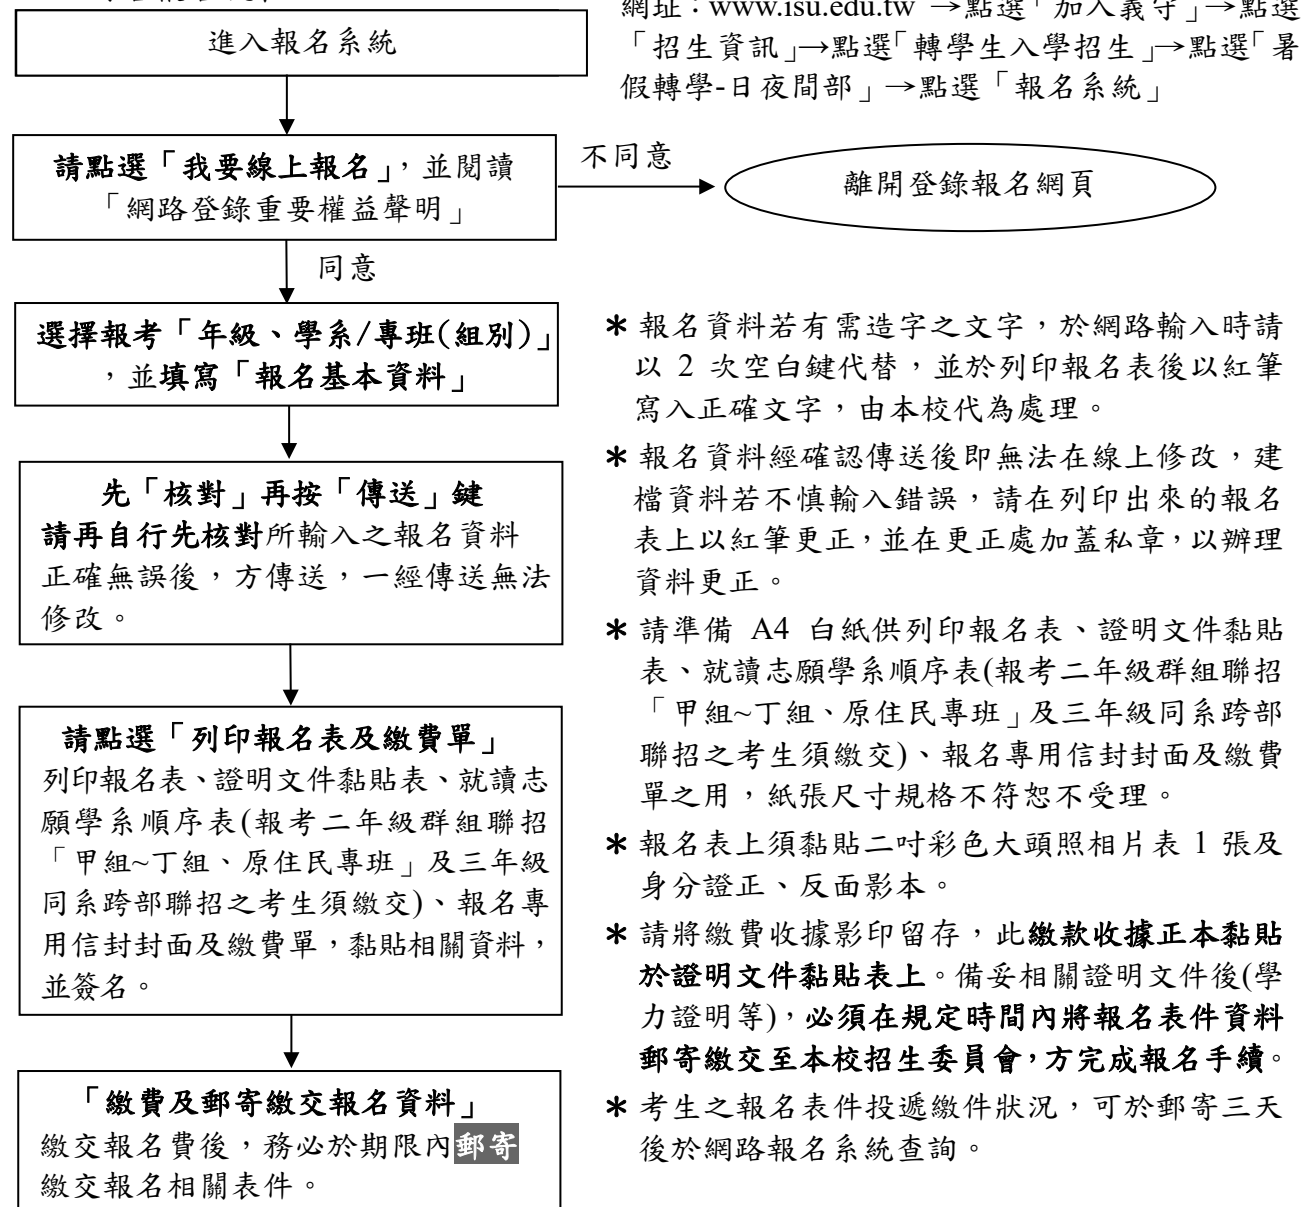 網址：www.isu.edu.tw →點選「加入義守」→點選
「招生資訊」→點選「轉學生入學招生」→點選「暑
假轉學-日夜間部」→點選「報名系統」
進入報名系統
請點選「我要線上報名」，並閱讀
「網路登錄重要權益聲明」
不同意
離開登錄報名網頁
同意
選擇報考「年級、學系/專班(組別)」
，並填寫「報名基本資料」
先「核對」再按「傳送」鍵
請再自行先核對所輸入之報名資料
正確無誤後，方傳送，一經傳送無法
修改。
請點選「列印報名表及繳費單」
列印報名表、證明文件黏貼表、就讀志
願學系順序表(報考二年級群組聯招
「甲組~丁組、原住民專班」及三年級
同系跨部聯招之考生須繳交)、報名專
用信封封面及繳費單，黏貼相關資料，
並簽名。
「繳費及郵寄繳交報名資料」
繳交報名費後，務必於期限內郵寄
繳交報名相關表件。
＊報名資料若有需造字之文字，於網路輸入時請
以 2 次空白鍵代替，並於列印報名表後以紅筆
寫入正確文字，由本校代為處理。
＊報名資料經確認傳送後即無法在線上修改，建
檔資料若不慎輸入錯誤，請在列印出來的報名
表上以紅筆更正，並在更正處加蓋私章，以辦理
資料更正。
＊請準備 A4 白紙供列印報名表、證明文件黏貼
表、就讀志願學系順序表(報考二年級群組聯招
「甲組~丁組、原住民專班」及三年級同系跨部
聯招之考生須繳交)、報名專用信封封面及繳費
單之用，紙張尺寸規格不符恕不受理。
＊報名表上須黏貼二吋彩色大頭照相片表 1 張及
身分證正、反面影本。
＊請將繳費收據影印留存，此繳款收據正本黏貼
於證明文件黏貼表上。備妥相關證明文件後(學
力證明等)，必須在規定時間內將報名表件資料
郵寄繳交至本校招生委員會，方完成報名手續。
＊考生之報名表件投遞繳件狀況，可於郵寄三天
後於網路報名系統查詢。